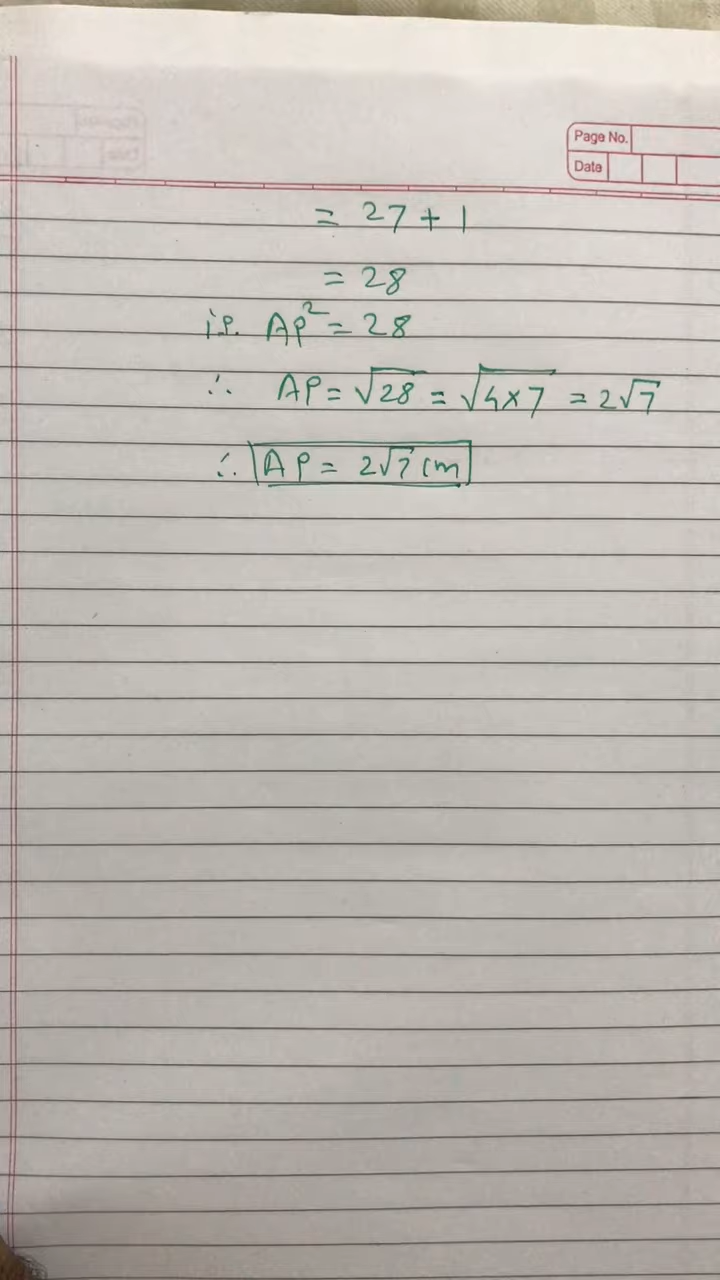 Page No.
Date
= 27 + 1
= 28
i.e. AP² = 28
∴ AP = √28 = √4×7 = 2√7
∴ AP = 2√7 cm